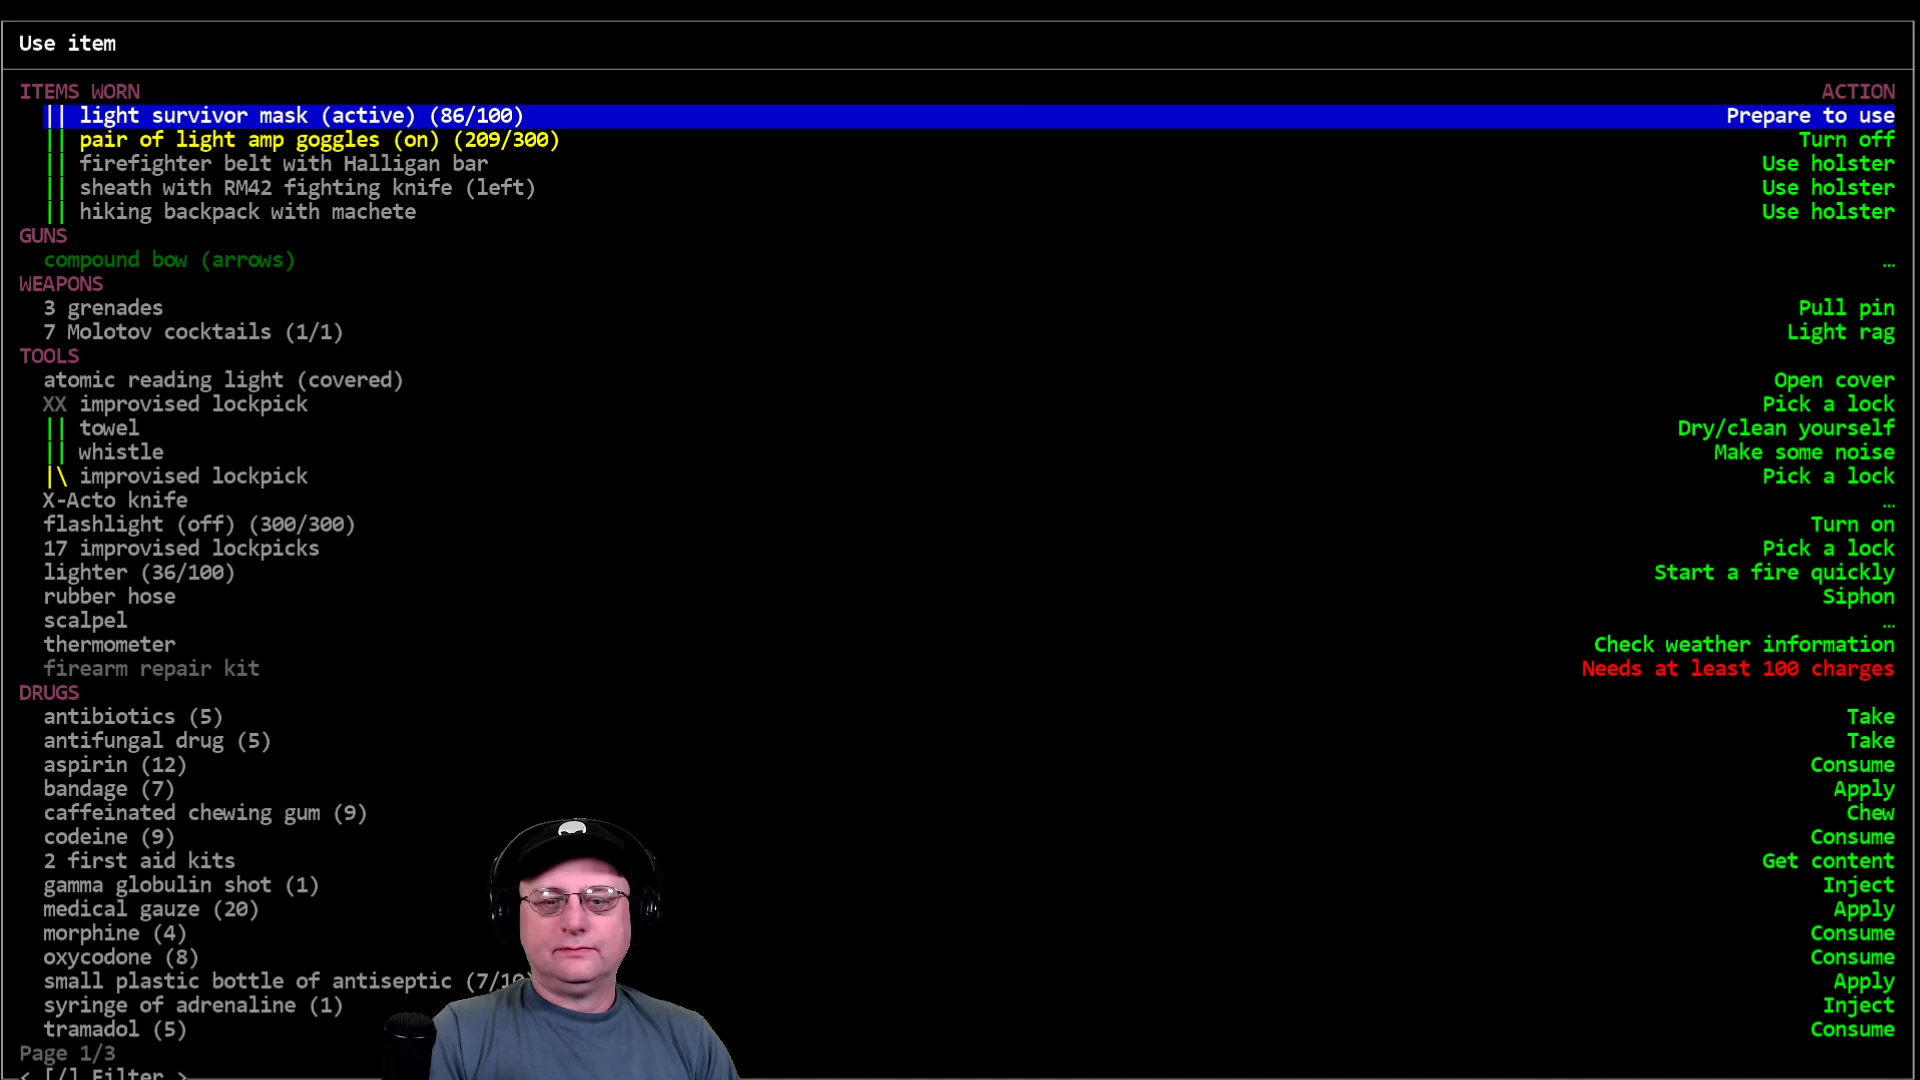 Use item
ITEMS WORN ACTION
|| light survivor mask (active) (86/100) Prepare to use
|| pair of light amp goggles (on) (209/300) Turn off
|| firefighter belt with Halligan bar Use holster
|| sheath with RM42 fighting knife (left) Use holster
|| hiking backpack with machete Use holster
GUNS
compound bow (arrows) …
WEAPONS
3 grenades Pull pin
7 Molotov cocktails (1/1) Light rag
TOOLS
atomic reading light (covered) Open cover
XX improvised lockpick Pick a lock
|| towel Dry/clean yourself
|| whistle Make some noise
|\ improvised lockpick Pick a lock
X-Acto knife …
flashlight (off) (300/300) Turn on
17 improvised lockpicks Pick a lock
lighter (36/100) Start a fire quickly
rubber hose Siphon
scalpel …
thermometer Check weather information
firearm repair kit Needs at least 100 charges
DRUGS
antibiotics (5) Take
antifungal drug (5) Take
aspirin (12) Consume
bandage (7) Apply
caffeinated chewing gum (9) Chew
codeine (9) Consume
2 first aid kits Get content
gamma globulin shot (1) Inject
medical gauze (20) Apply
morphine (4) Consume
oxycodone (8) Consume
small plastic bottle of antiseptic Apply
syringe of adrenaline (1) Inject
tramadol (5) Consume
Page 1/3
< [/] Filter >